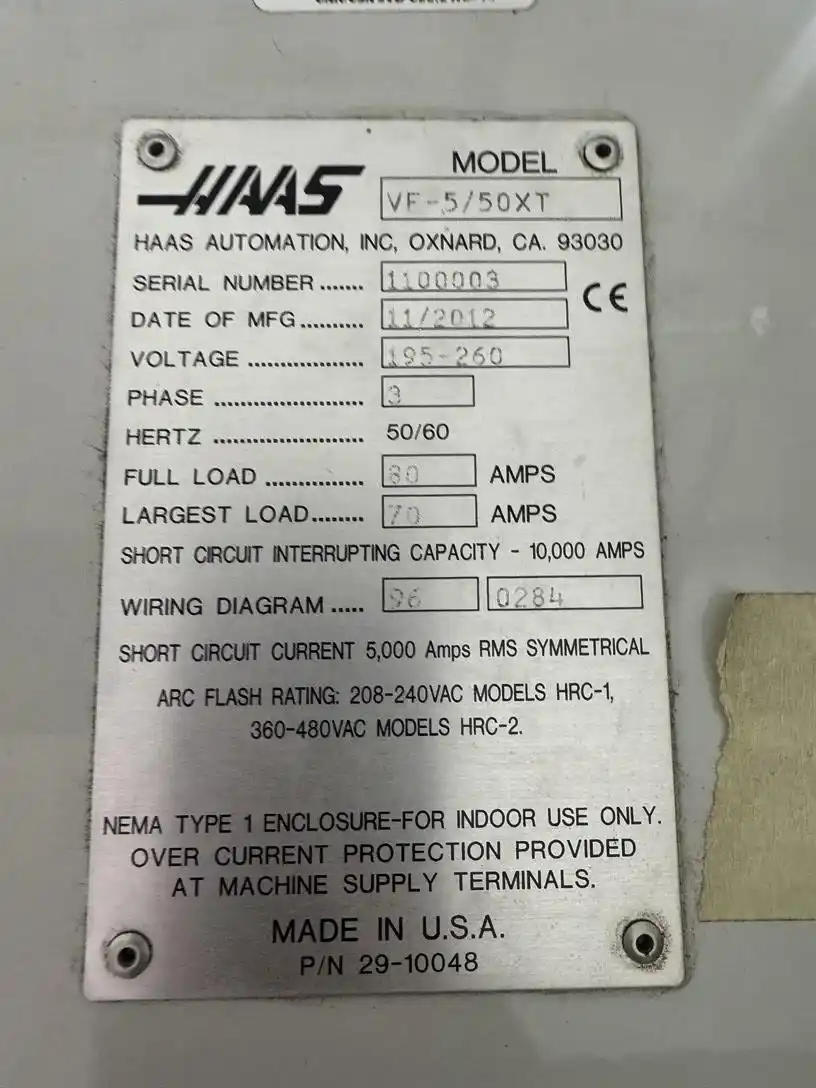 HAAS
MODEL
VF-5/50XT
HAAS AUTOMATION, INC, OXNARD, CA. 93030
SERIAL NUMBER ....... 1100003
CE
DATE OF MFG.......... 11/2012
VOLTAGE .................. 195-260
PHASE ....................... 3
HERTZ ....................... 50/60
FULL LOAD ............... 80 AMPS
LARGEST LOAD........ 70 AMPS
SHORT CIRCUIT INTERRUPTING CAPACITY - 10,000 AMPS
WIRING DIAGRAM ..... 96 0284
SHORT CIRCUIT CURRENT 5,000 Amps RMS SYMMETRICAL
ARC FLASH RATING: 208-240VAC MODELS HRC-1,
360-480VAC MODELS HRC-2.
NEMA TYPE 1 ENCLOSURE-FOR INDOOR USE ONLY.
OVER CURRENT PROTECTION PROVIDED
AT MACHINE SUPPLY TERMINALS.
MADE IN U.S.A.
P/N 29-10048